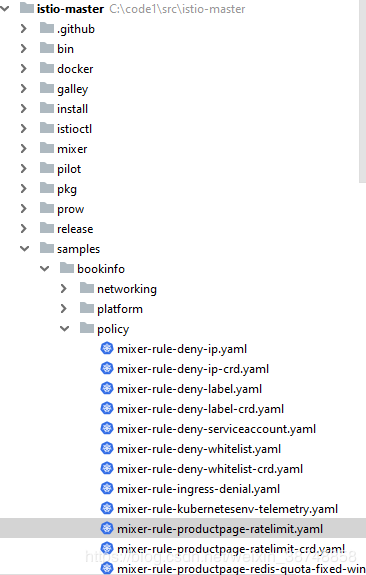 istio-master C:\code1\src\istio-master
.github
bin
docker
galley
install
istioctl
mixer
pilot
pkg
prow
release
samples
bookinfo
networking
platform
policy
mixer-rule-deny-ip.yaml
mixer-rule-deny-ip-crd.yaml
mixer-rule-deny-label.yaml
mixer-rule-deny-label-crd.yaml
mixer-rule-deny-serviceaccount.yaml
mixer-rule-deny-whitelist.yaml
mixer-rule-deny-whitelist-crd.yaml
mixer-rule-ingress-denial.yaml
mixer-rule-kubernetesenv-telemetry.yaml
mixer-rule-productpage-ratelimit.yaml
mixer-rule-productpage-ratelimit-crd.yaml
mixer-rule-productpage-redis-quota-fixed-win